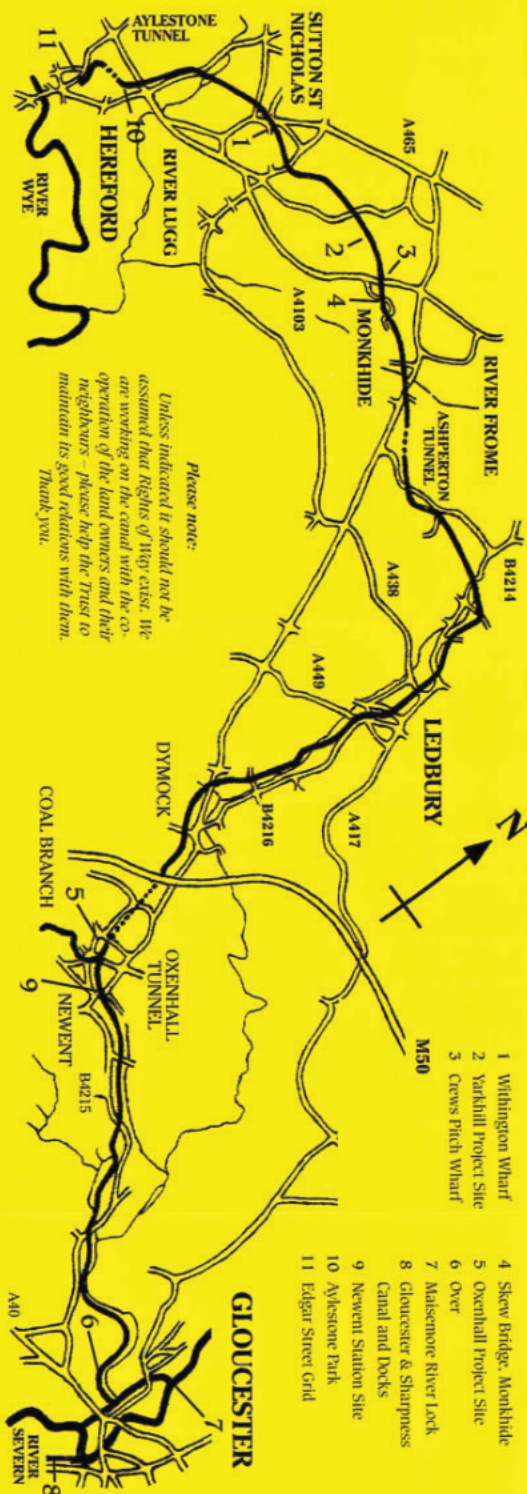 AYLESTONE
TUNNEL
11
10
HEREFORD
RIVER
WYE
RIVER LUGG
SUTTON ST
NICHOLAS
1
A465
2
3
4
MONKHIDE
A4103
RIVER FROME
ASHPERTON
TUNNEL
B4214
A438
LEDBURY
A449
A417
B4216
DYMOCK
N
M50
COAL BRANCH
5
OXENHALL
TUNNEL
9
NEWENT
B4215
6
A40
GLOUCESTER
7
RIVER
SEVERN
8
Please note:
Unless indicated it should not be
assumed that Rights of Way exist. We
are working on the canal with the co-
operation of the land owners and their
neighbours – please help the Trust to
maintain its good relations with them.
Thank you.
1 Withington Wharf
2 Yarkhill Project Site
3 Crews Pitch Wharf
4 Skew Bridge, Monkhide
5 Oxenhall Project Site
6 Over
7 Maisemore River Lock
8 Gloucester & Sharpness
Canal and Docks
9 Newent Station Site
10 Aylestone Park
11 Edgar Street Grid